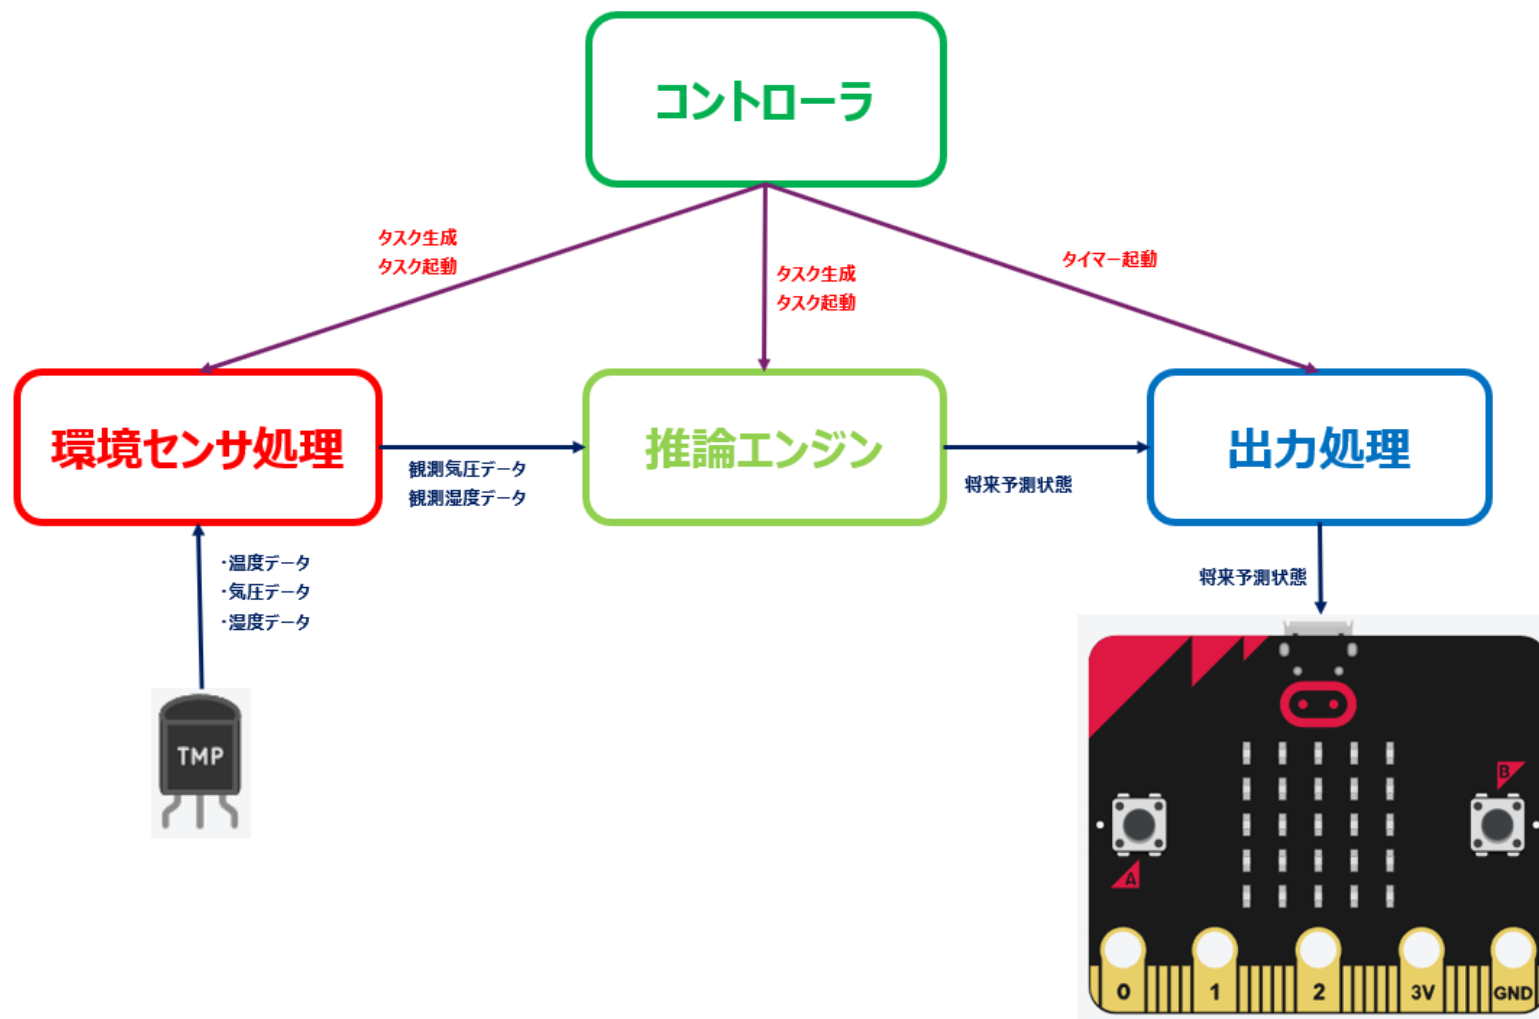 コントローラ
タスク生成
タスク起動
タスク生成
タスク起動
タイマー起動
環境センサ処理
観測気圧データ
観測湿度データ
推論エンジン
将来予測状態
出力処理
・温度データ
・気圧データ
・湿度データ
将来予測状態
TMP
B
A
0 1 2 3V GND